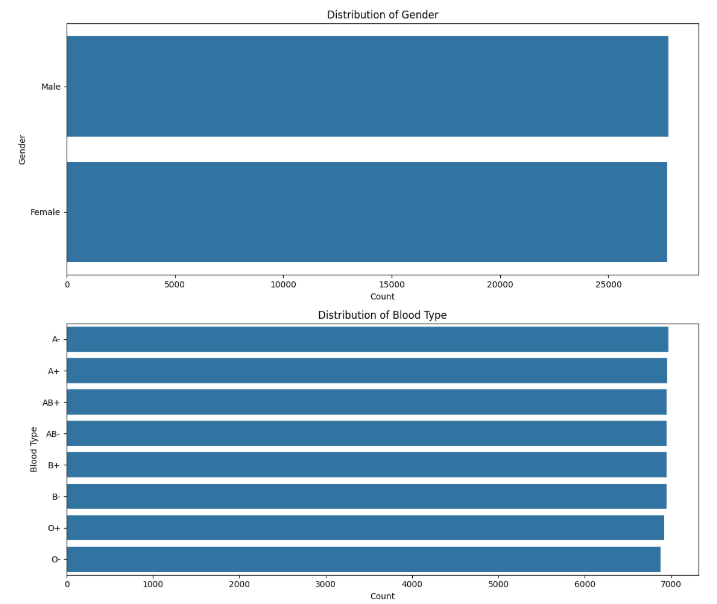 Distribution of Gender
Male
Female
Gender
0 5000 10000 15000 20000 25000
Count
Distribution of Blood Type
A-
A+
AB+
AB-
B+
B-
O+
O-
Blood Type
0 1000 2000 3000 4000 5000 6000 7000
Count